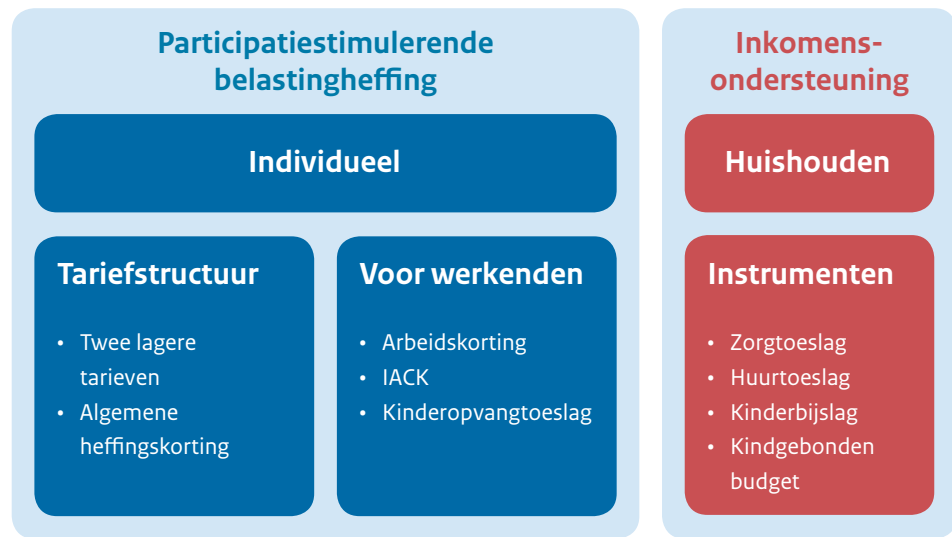 Participatiestimulerende
belastingheffing
Individueel
Tariefstructuur
• Twee lagere
tarieven
• Algemene
heffingskorting
Voor werkenden
• Arbeidskorting
• IACK
• Kinderopvangtoeslag
Inkomens-
ondersteuning
Huishouden
Instrumenten
• Zorgtoeslag
• Huurtoeslag
• Kinderbijslag
• Kindgebonden
budget